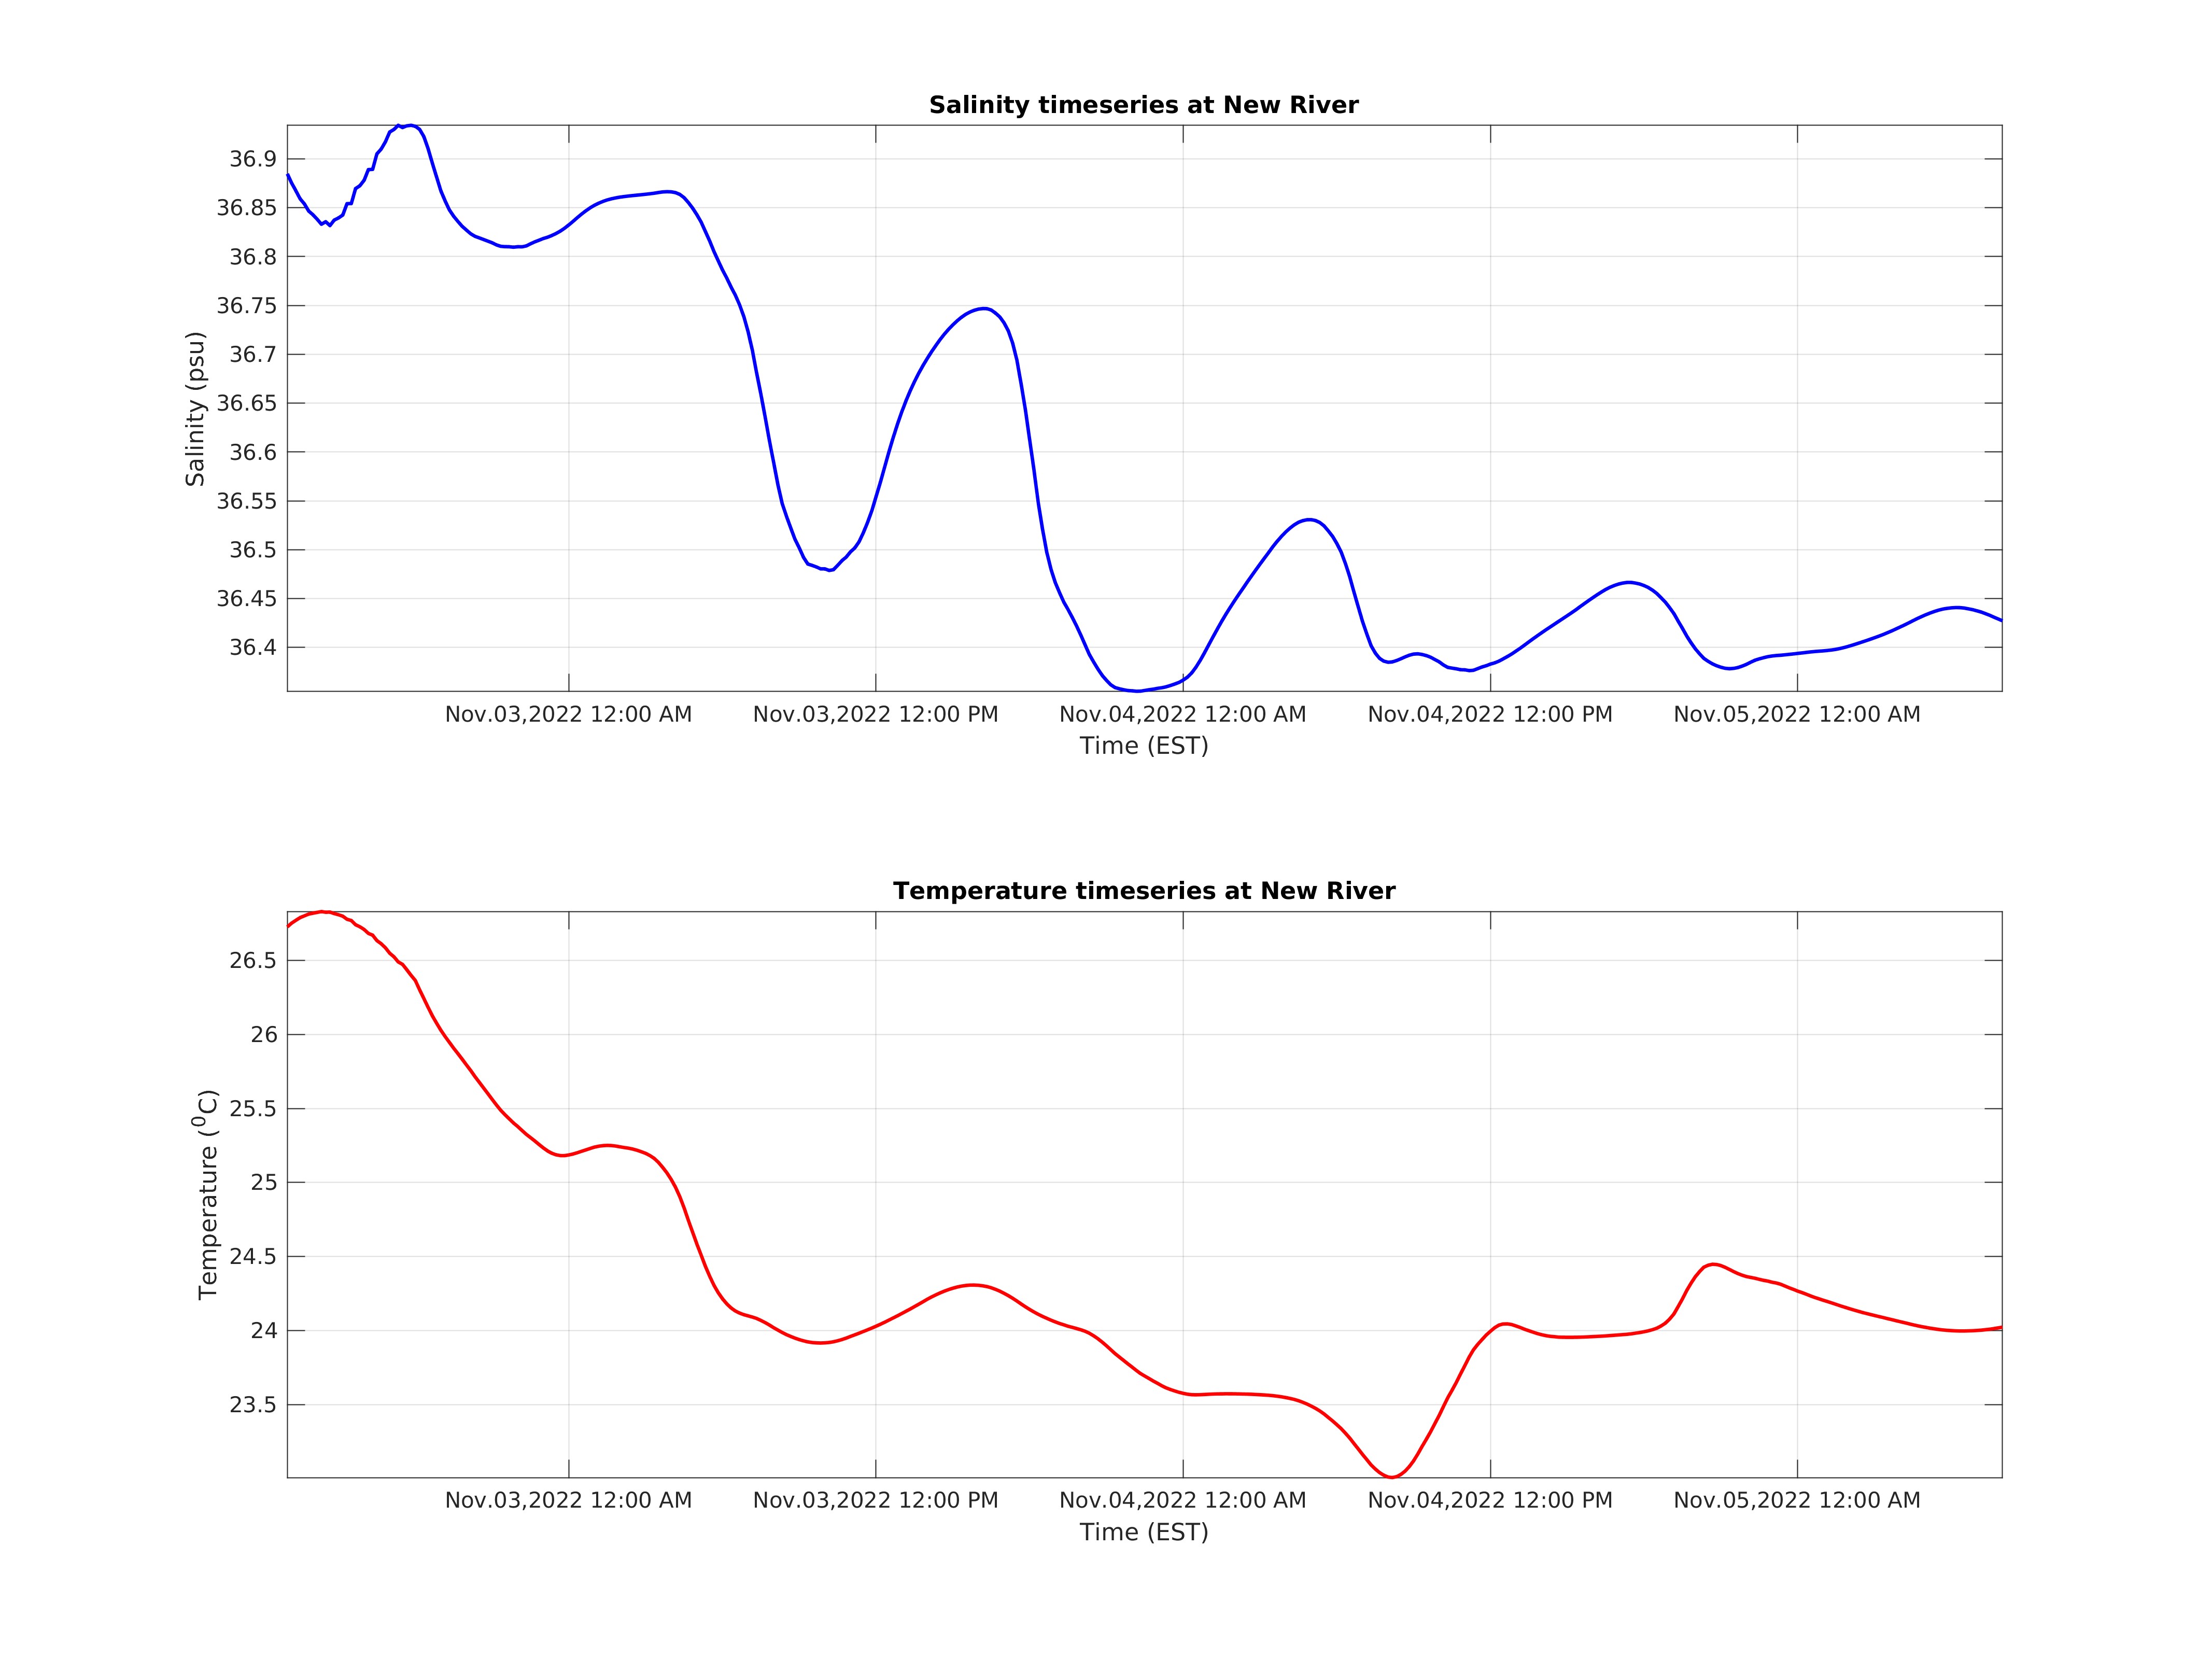 Salinity timeseries at New River
Salinity (psu)
36.9
36.85
36.8
36.75
36.7
36.65
36.6
36.55
36.5
36.45
36.4
Nov.03,2022 12:00 AM Nov.03,2022 12:00 PM Nov.04,2022 12:00 AM Nov.04,2022 12:00 PM Nov.05,2022 12:00 AM
Time (EST)
Temperature timeseries at New River
Temperature (⁰C)
26.5
26
25.5
25
24.5
24
23.5
Nov.03,2022 12:00 AM Nov.03,2022 12:00 PM Nov.04,2022 12:00 AM Nov.04,2022 12:00 PM Nov.05,2022 12:00 AM
Time (EST)